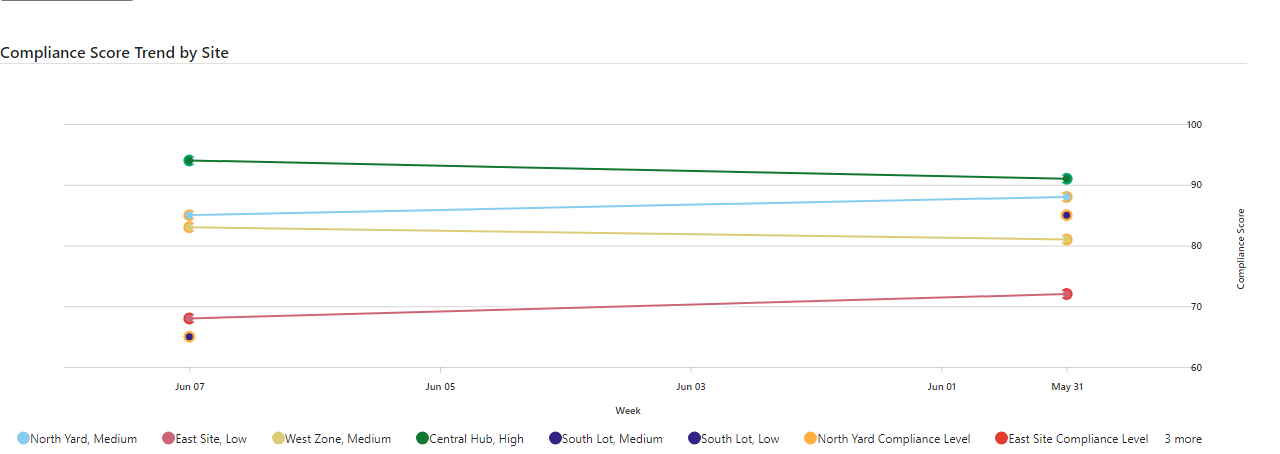 Compliance Score Trend by Site
100
90
80
70
60
Compliance Score
Jun 07 Jun 05 Jun 03 Jun 01 May 31
Week
North Yard, Medium East Site, Low West Zone, Medium Central Hub, High South Lot, Medium South Lot, Low North Yard Compliance Level East Site Compliance Level 3 more